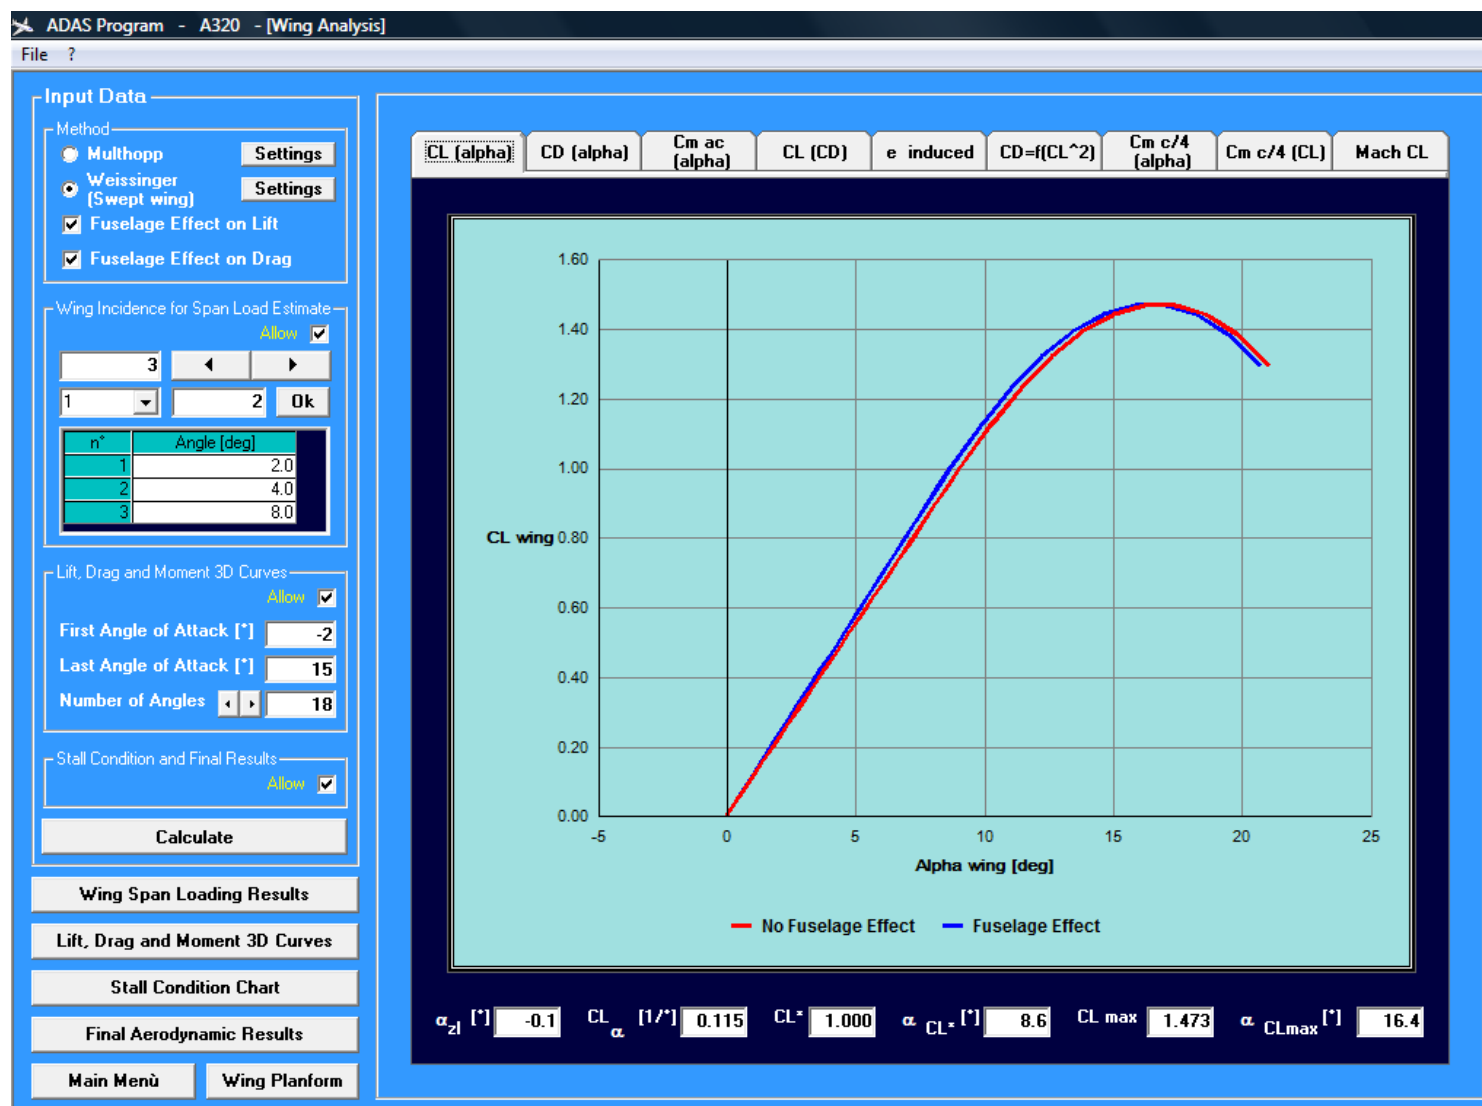 ADAS Program - A320 - [Wing Analysis]
File ?
Input Data
Method
Multhopp Settings
Weissinger
(Swept wing) Settings
Fuselage Effect on Lift
Fuselage Effect on Drag
Wing Incidence for Span Load Estimate
Allow
3
1 2 Ok
n° Angle [deg]
1 2.0
2 4.0
3 8.0
Lift, Drag and Moment 3D Curves
Allow
First Angle of Attack [°] -2
Last Angle of Attack [°] 15
Number of Angles 18
Stall Condition and Final Results
Allow
Calculate
Wing Span Loading Results
Lift, Drag and Moment 3D Curves
Stall Condition Chart
Final Aerodynamic Results
Main Menù Wing Planform
CL (alpha) CD (alpha) Cm ac (alpha) CL (CD) e induced CD=f(CL^2) Cm c/4 (alpha) Cm c/4 (CL) Mach CL
1.60
1.40
1.20
1.00
CL wing 0.80
0.60
0.40
0.20
0.00
-5 0 5 10 15 20 25
Alpha wing [deg]
No Fuselage Effect Fuselage Effect
α zl [°] -0.1 CL α [1/°] 0.115 CL* 1.000 α CL* [°] 8.6 CL max 1.473 α CLmax [°] 16.4